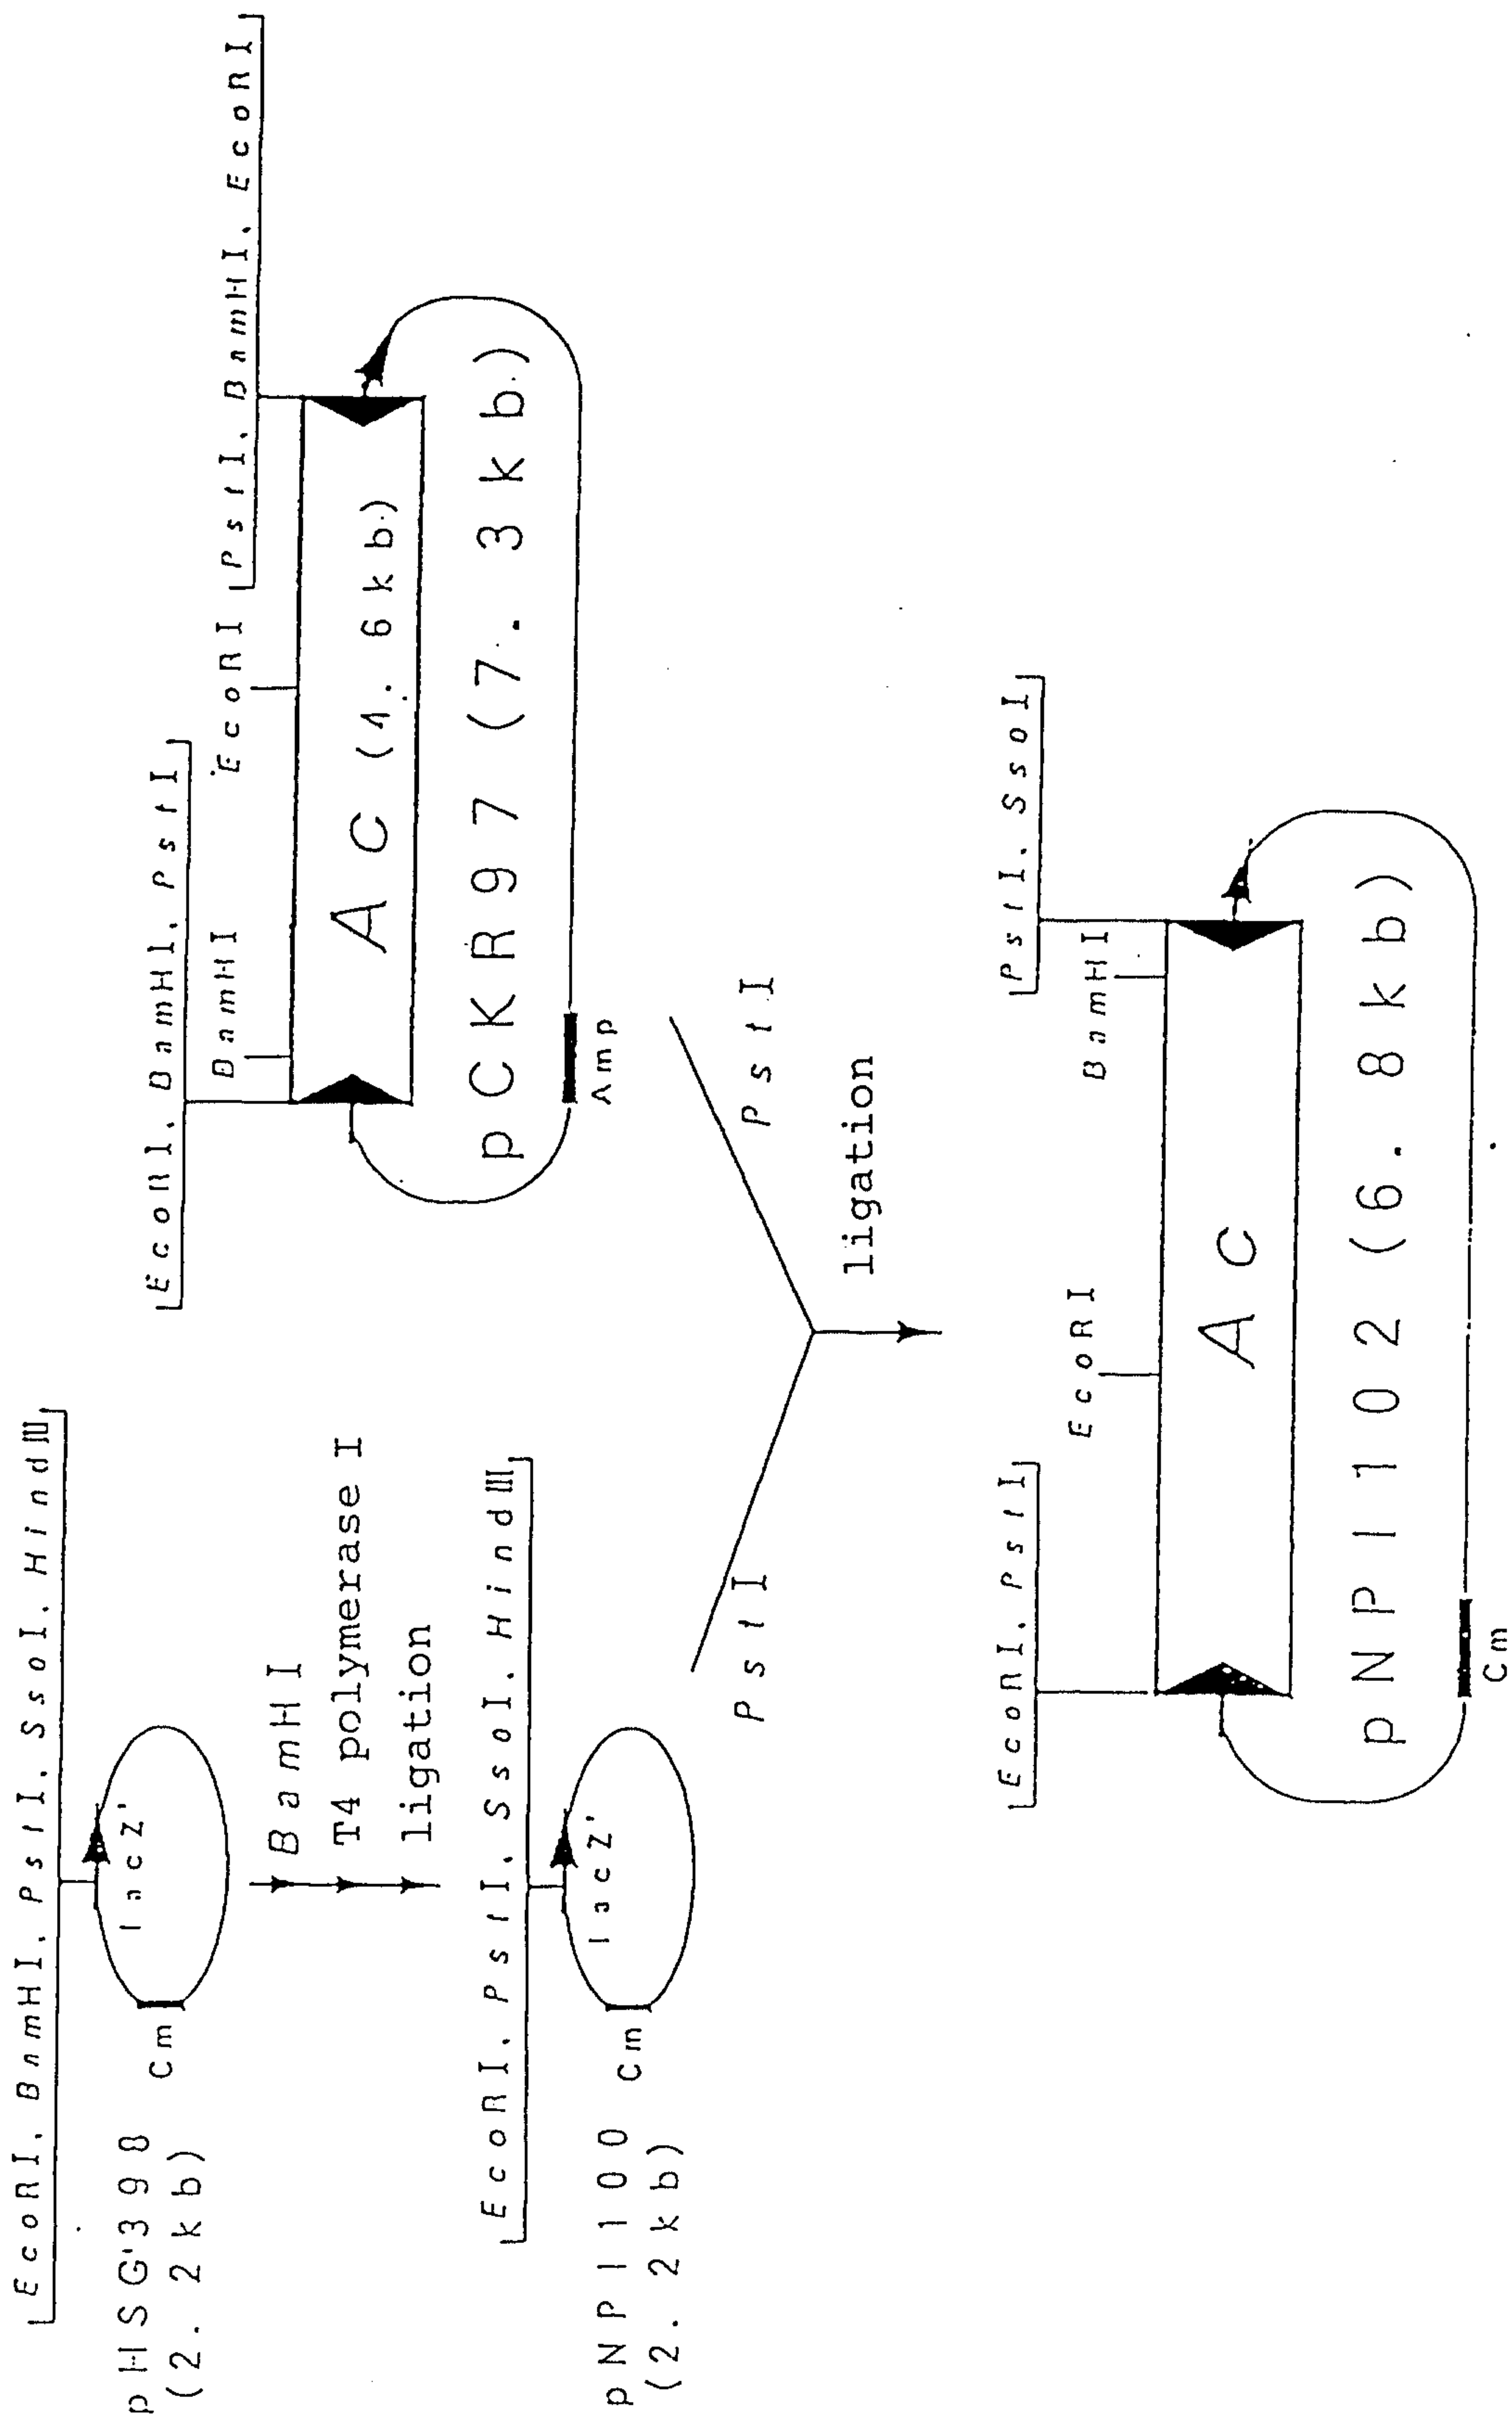 EcoRI, BamHI, PstI, SsoI, HindIII
lacZ'
Cm
pHSG'398
(2. 2kb)
BamHI
T4 polymerase I
ligation
EcoRI, PstI, SsoI, HindIII
lacZ'
Cm
pNPI100
(2. 2kb)
EcoRI, BamHI, PstI
BamHI
EcoRI
PstI, BamHI, EcoRI
AC (4. 6kb)
pCKR97 (7. 3kb)
Amp
PstI
PstI
ligation
EcoRI, PstI
EcoRI
BamHI
PstI, SsoI
Ac
pNPI102 (6. 8kb)
Cm